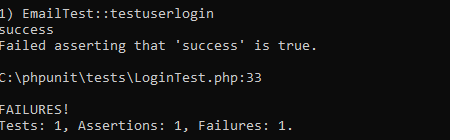 1) EmailTest::testuserlogin
success
Failed asserting that 'success' is true.
C:\phpunit\tests\LoginTest.php:33
FAILURES!
Tests: 1, Assertions: 1, Failures: 1.